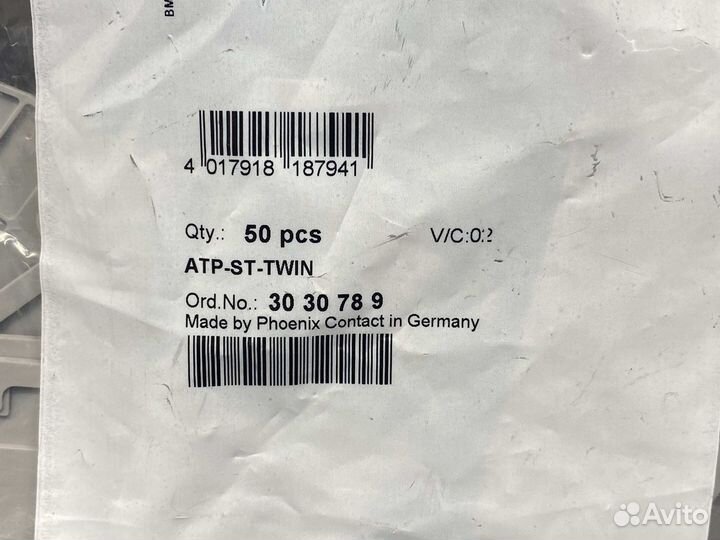 BM
4 017918 187941
Qty.: 50 pcs V/C:02
ATP-ST-TWIN
Ord.No.: 30 30 78 9
Made by Phoenix Contact in Germany
Avito